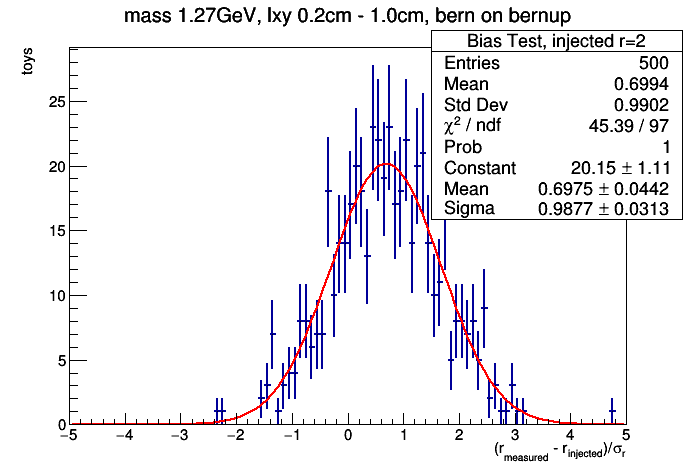 mass 1.27GeV, lxy 0.2cm - 1.0cm, bern on bernup
toys
Bias Test, injected r=2
Entries 500
Mean 0.6994
Std Dev 0.9902
χ² / ndf 45.39 / 97
Prob 1
Constant 20.15 ± 1.11
Mean 0.6975 ± 0.0442
Sigma 0.9877 ± 0.0313
25
20
15
10
5
0
−5 −4 −3 −2 −1 0 1 2 3 4 5
(r_measured - r_injected)/σ_r